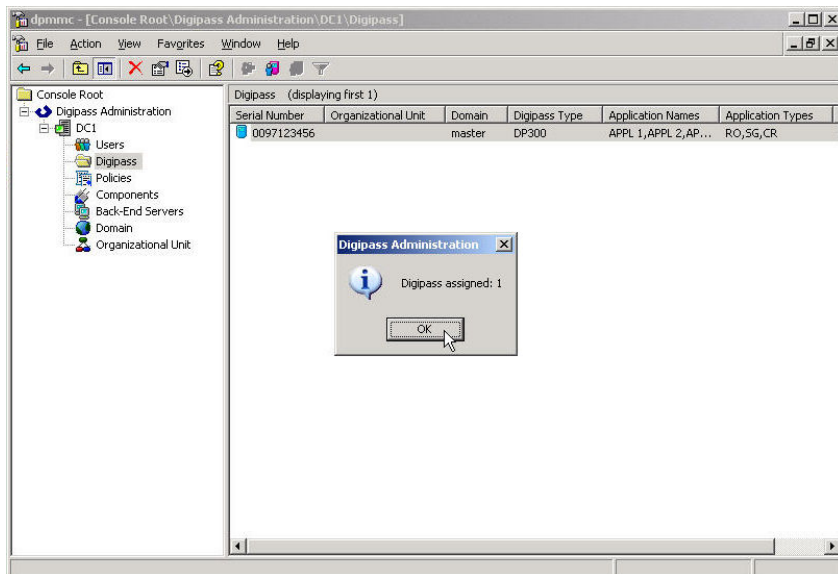 dpmmc - [Console Root\Digipass Administration\DC1\Digipass]
File Action View Favorites Window Help
Console Root
Digipass Administration
DC1
Users
Digipass
Policies
Components
Back-End Servers
Domain
Organizational Unit
Digipass (displaying first 1)
Serial Number Organizational Unit Domain Digipass Type Application Names Application Types
0097123456 master DP300 APPL 1,APPL 2,AP... RO,SG,CR
Digipass Administration
Digipass assigned: 1
OK